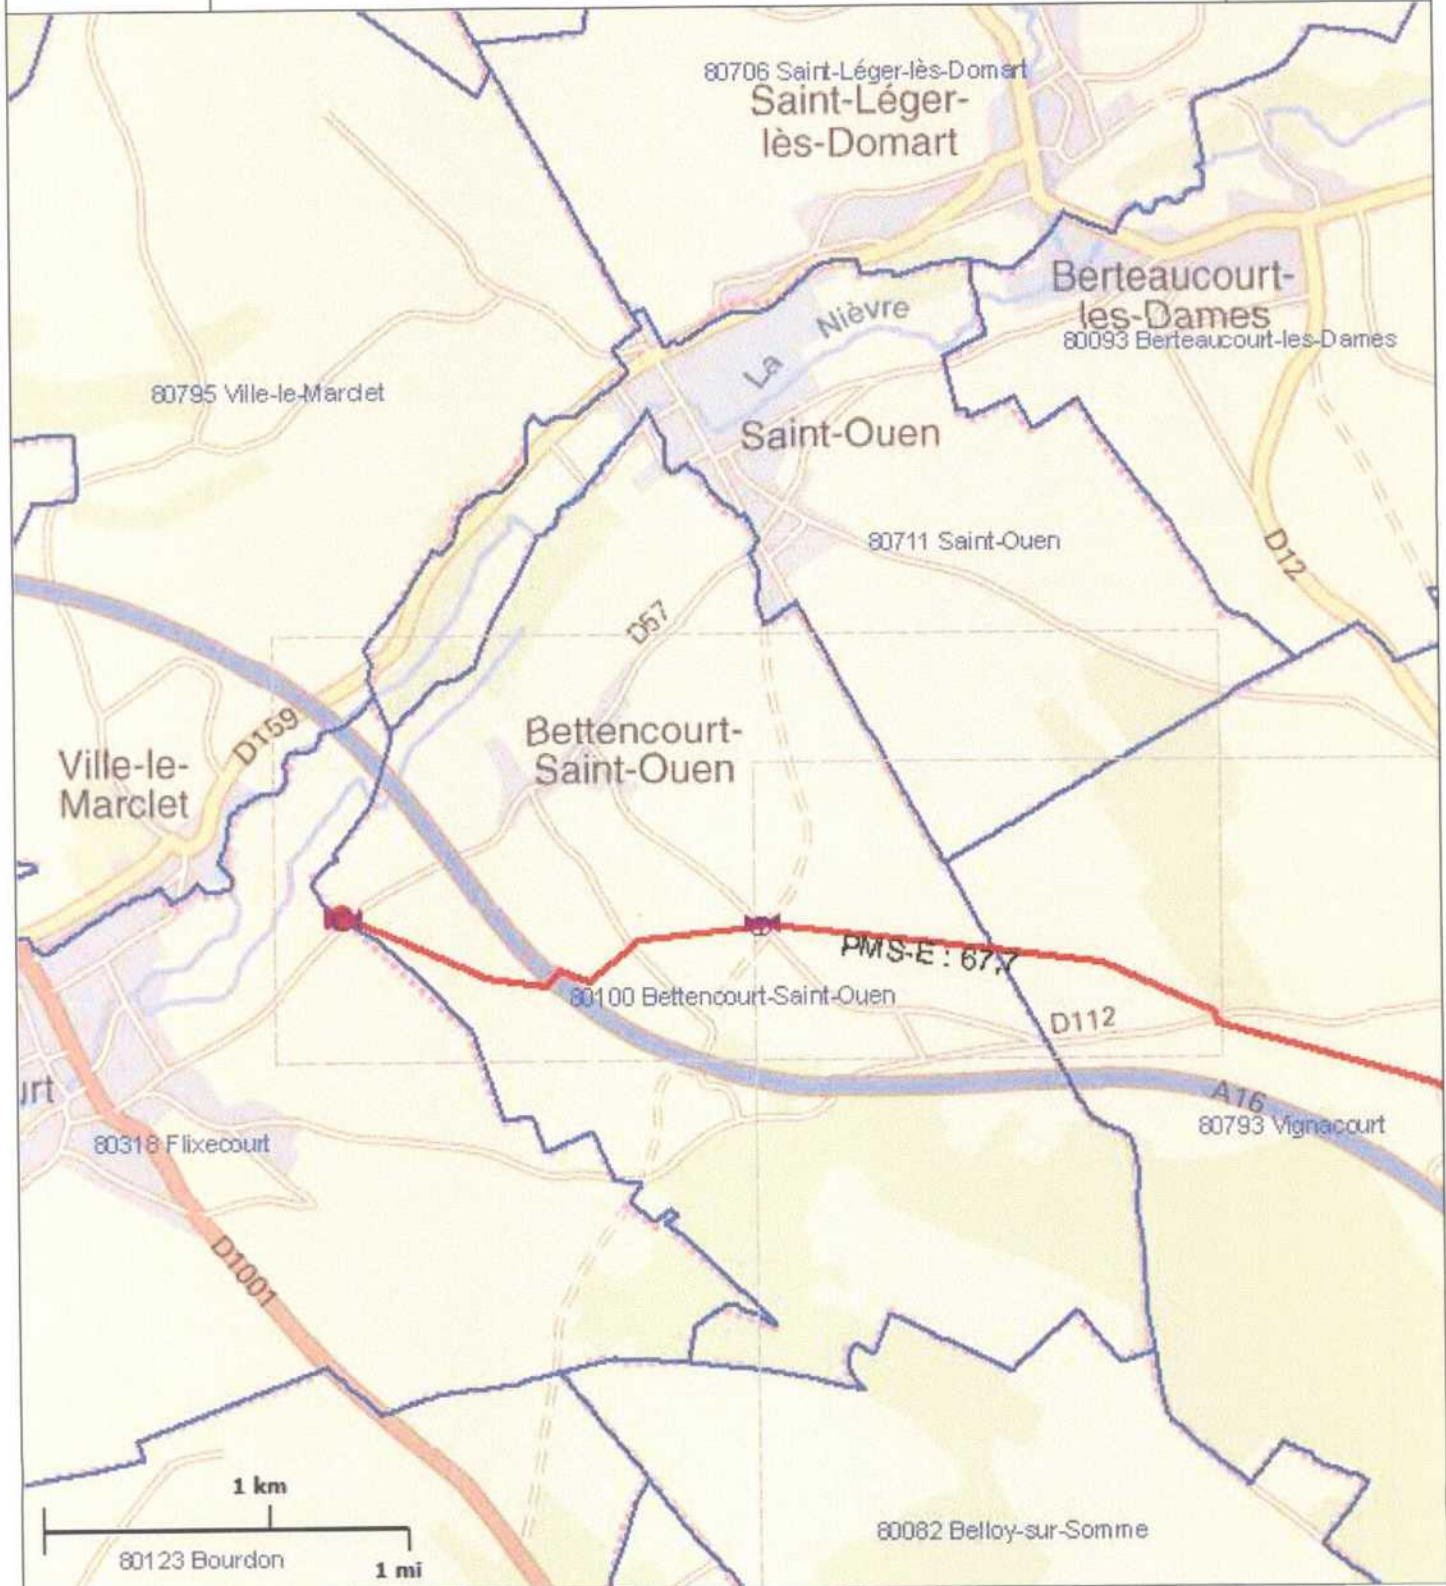 80706 Saint-Léger-lès-Domart
Saint-Léger-
lès-Domart
Berteaucourt-
les-Dames
80093 Berteaucourt-les-Dames
La Nièvre
80795 Ville-le-Marclet
Saint-Ouen
80711 Saint-Ouen
D12
D57
Bettencourt-
Saint-Ouen
D159
Ville-le-
Marclet
PMS-E : 67,7
80100 Bettencourt-Saint-Ouen
D112
urt
A16
80793 Vignacourt
80318 Flixecourt
D1001
1 km
80082 Belloy-sur-Somme
80123 Bourdon
1 mi